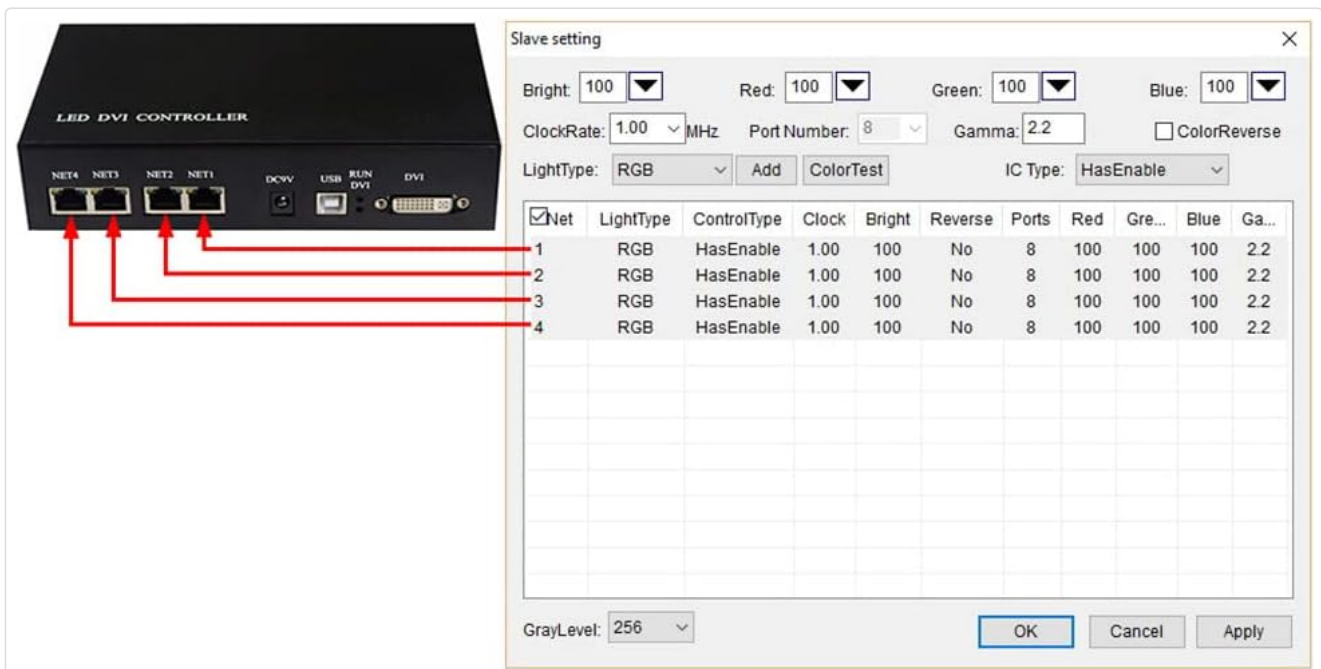 LED DVI CONTROLLER
NET4 NET3 NET2 NET1 DC9V USB RUN DVI DVI
Slave setting
Bright: 100 Red: 100 Green: 100 Blue: 100
ClockRate: 1.00 MHz Port Number: 8 Gamma: 2.2 ColorReverse
LightType: RGB Add ColorTest IC Type: HasEnable
Net LightType ControlType Clock Bright Reverse Ports Red Gre... Blue Ga...
1 RGB HasEnable 1.00 100 No 8 100 100 100 2.2
2 RGB HasEnable 1.00 100 No 8 100 100 100 2.2
3 RGB HasEnable 1.00 100 No 8 100 100 100 2.2
4 RGB HasEnable 1.00 100 No 8 100 100 100 2.2
GrayLevel: 256 OK Cancel Apply